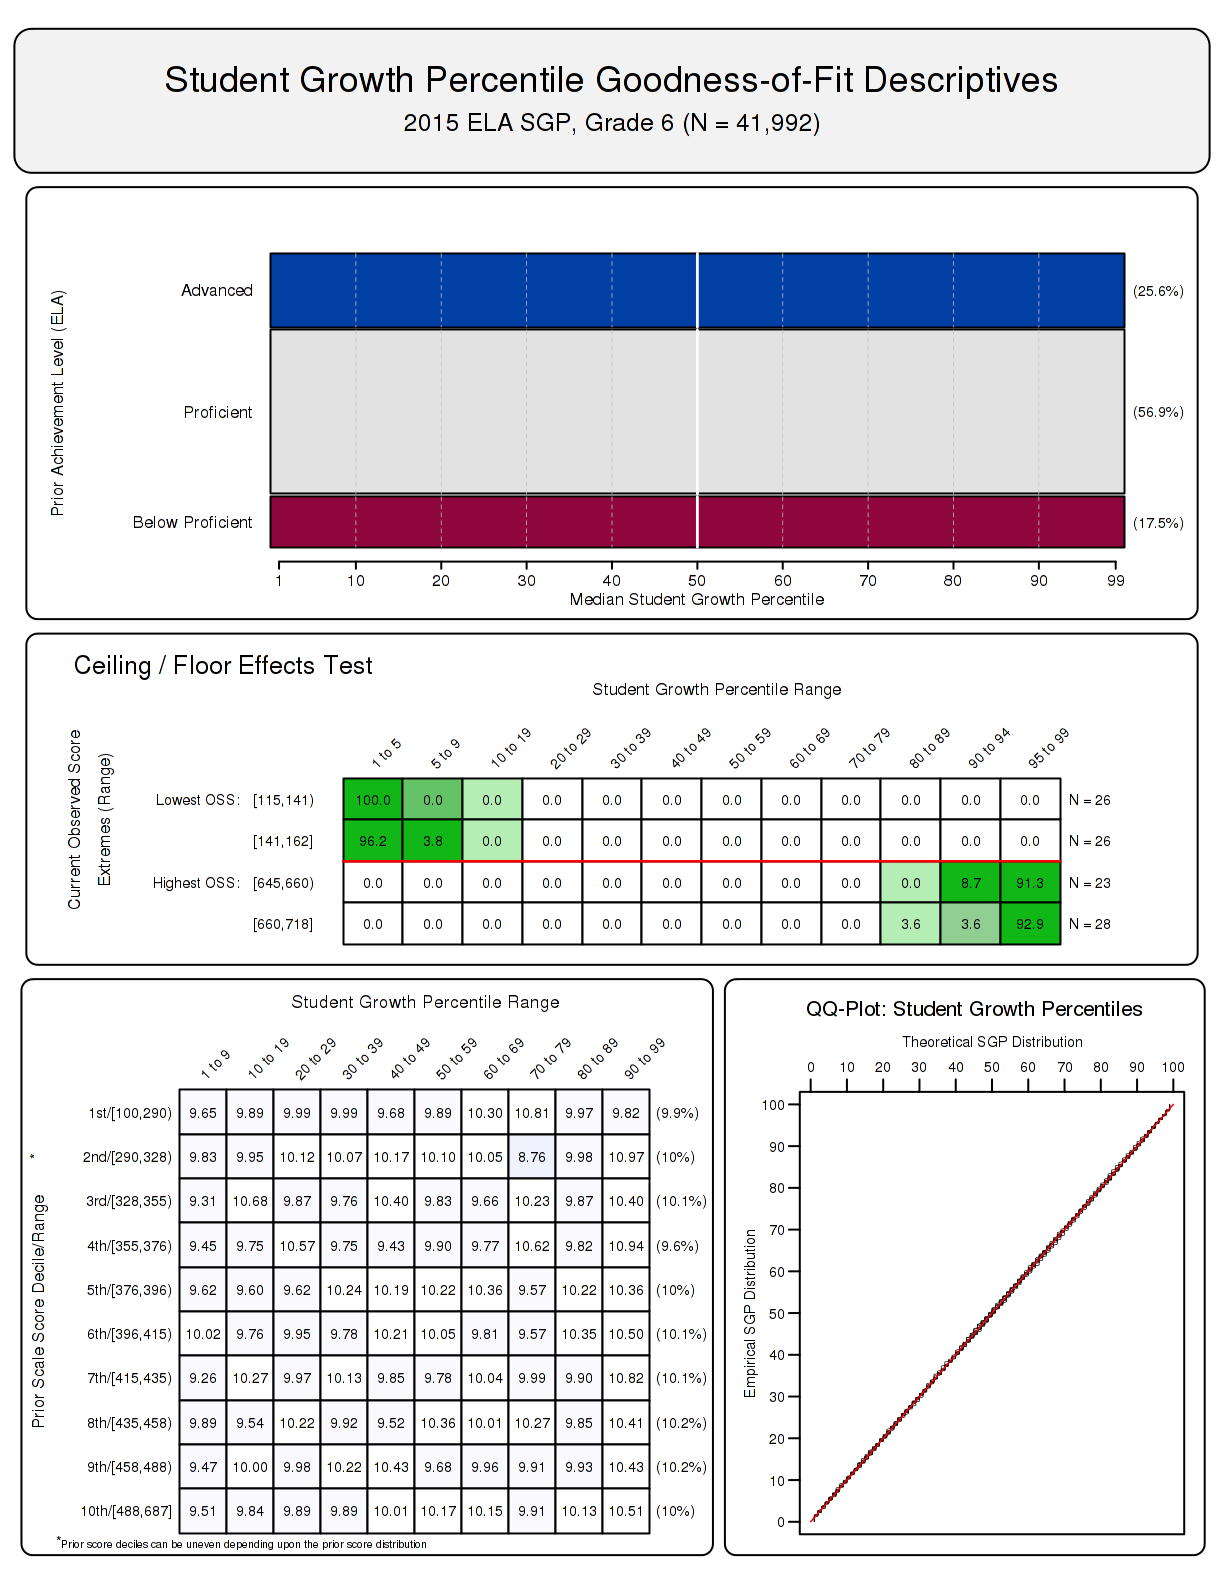 Student Growth Percentile Goodness-of-Fit Descriptives
2015 ELA SGP, Grade 6 (N = 41,992)
Prior Achievement Level (ELA)
Advanced (25.6%)
Proficient (56.9%)
Below Proficient (17.5%)
1 10 20 30 40 50 60 70 80 90 99
Median Student Growth Percentile
Ceiling / Floor Effects Test
Student Growth Percentile Range
Current Observed Score
Extremes (Range)
1 to 5 5 to 9 10 to 19 20 to 29 30 to 39 40 to 49 50 to 59 60 to 69 70 to 79 80 to 89 90 to 94 95 to 99
Lowest OSS: [115,141) 100.0 0.0 0.0 0.0 0.0 0.0 0.0 0.0 0.0 0.0 0.0 0.0 N = 26
[141,162] 96.2 3.8 0.0 0.0 0.0 0.0 0.0 0.0 0.0 0.0 0.0 0.0 N = 26
Highest OSS: [645,660) 0.0 0.0 0.0 0.0 0.0 0.0 0.0 0.0 0.0 0.0 8.7 91.3 N = 23
[660,718] 0.0 0.0 0.0 0.0 0.0 0.0 0.0 0.0 0.0 3.6 3.6 92.9 N = 28
Student Growth Percentile Range
* Prior Scale Score Decile/Range
1 to 9 10 to 19 20 to 29 30 to 39 40 to 49 50 to 59 60 to 69 70 to 79 80 to 89 90 to 99
1st/[100,290) 9.65 9.89 9.99 9.99 9.68 9.89 10.30 10.81 9.97 9.82 (9.9%)
2nd/[290,328) 9.83 9.95 10.12 10.07 10.17 10.10 10.05 8.76 9.98 10.97 (10%)
3rd/[328,355) 9.31 10.68 9.87 9.76 10.40 9.83 9.66 10.23 9.87 10.40 (10.1%)
4th/[355,376) 9.45 9.75 10.57 9.75 9.43 9.90 9.77 10.62 9.82 10.94 (9.6%)
5th/[376,396) 9.62 9.60 9.62 10.24 10.19 10.22 10.36 9.57 10.22 10.36 (10%)
6th/[396,415) 10.02 9.76 9.95 9.78 10.21 10.05 9.81 9.57 10.35 10.50 (10.1%)
7th/[415,435) 9.26 10.27 9.97 10.13 9.85 9.78 10.04 9.99 9.90 10.82 (10.1%)
8th/[435,458) 9.89 9.54 10.22 9.92 9.52 10.36 10.01 10.27 9.85 10.41 (10.2%)
9th/[458,488) 9.47 10.00 9.98 10.22 10.43 9.68 9.96 9.91 9.93 10.43 (10.2%)
10th/[488,687] 9.51 9.84 9.89 9.89 10.01 10.17 10.15 9.91 10.13 10.51 (10%)
*Prior score deciles can be uneven depending upon the prior score distribution
QQ-Plot: Student Growth Percentiles
Theoretical SGP Distribution
0 10 20 30 40 50 60 70 80 90 100
Empirical SGP Distribution
100
90
80
70
60
50
40
30
20
10
0